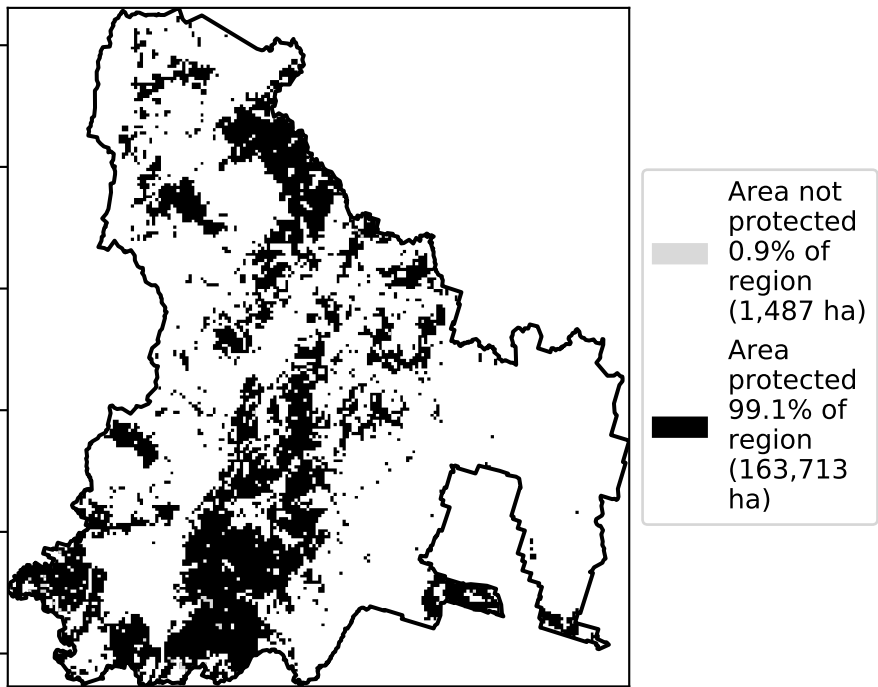 Area not
protected
0.9% of
region
(1,487 ha)
Area
protected
99.1% of
region
(163,713
ha)